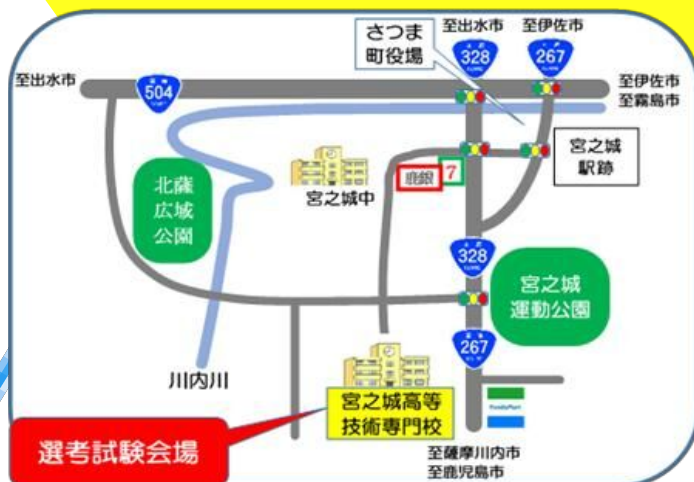 至出水市
至伊佐市
さつま
町役場
328
267
至出水市
504
至伊佐市
至霧島市
北薩
広域
公園
宮之城中
鹿銀
7
宮之城
駅跡
328
宮之城
運動公園
267
川内川
FamilyMart
宮之城高等
技術専門校
選考試験会場
至薩摩川内市
至鹿児島市